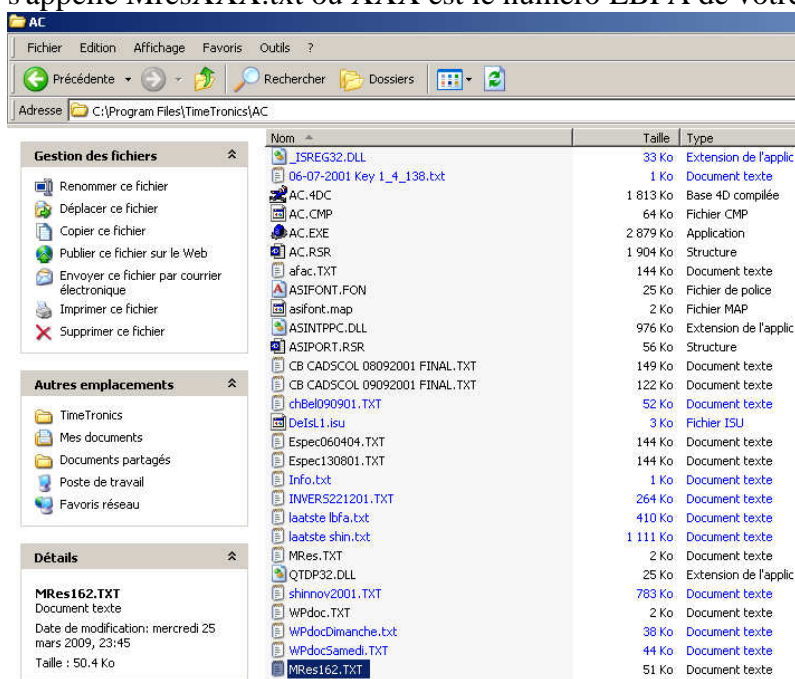 s'appelle MresXXX.txt où XXX est le numéro LBFA de votre
AC
Fichier Edition Affichage Favoris Outils ?
Précédente Rechercher Dossiers
Adresse C:\Program Files\TimeTronics\AC
Gestion des fichiers
Renommer ce fichier
Déplacer ce fichier
Copier ce fichier
Publier ce fichier sur le Web
Envoyer ce fichier par courrier
électronique
Imprimer ce fichier
Supprimer ce fichier
Autres emplacements
TimeTronics
Mes documents
Documents partagés
Poste de travail
Favoris réseau
Détails
MRes162.TXT
Document texte
Date de modification: mercredi 25
mars 2009, 23:45
Taille : 50.4 Ko
Nom Taille Type
_ISREG32.DLL 33 Ko Extension de l'applic
06-07-2001 Key 1_4_138.txt 1 Ko Document texte
AC.4DC 1 813 Ko Base 4D compilée
AC.CMP 64 Ko Fichier CMP
AC.EXE 2 879 Ko Application
AC.RSR 1 904 Ko Structure
afac.TXT 144 Ko Document texte
ASIFONT.FON 25 Ko Fichier de police
asifont.map 2 Ko Fichier MAP
ASINTPPC.DLL 976 Ko Extension de l'applic
ASIPORT.RSR 56 Ko Structure
CB CADSCOL 08092001 FINAL.TXT 149 Ko Document texte
CB CADSCOL 09092001 FINAL.TXT 122 Ko Document texte
chBel090901.TXT 52 Ko Document texte
DeIsL1.isu 3 Ko Fichier ISU
Espec060404.TXT 144 Ko Document texte
Espec130801.TXT 144 Ko Document texte
Info.txt 1 Ko Document texte
INVERS221201.TXT 264 Ko Document texte
laatste lbfa.txt 410 Ko Document texte
laatste shin.txt 1 111 Ko Document texte
MRes.TXT 2 Ko Document texte
QTDP32.DLL 25 Ko Extension de l'applic
shinnov2001.TXT 783 Ko Document texte
WPdoc.TXT 2 Ko Document texte
WPdocDimanche.txt 38 Ko Document texte
WPdocSamedi.TXT 44 Ko Document texte
MRes162.TXT 51 Ko Document texte